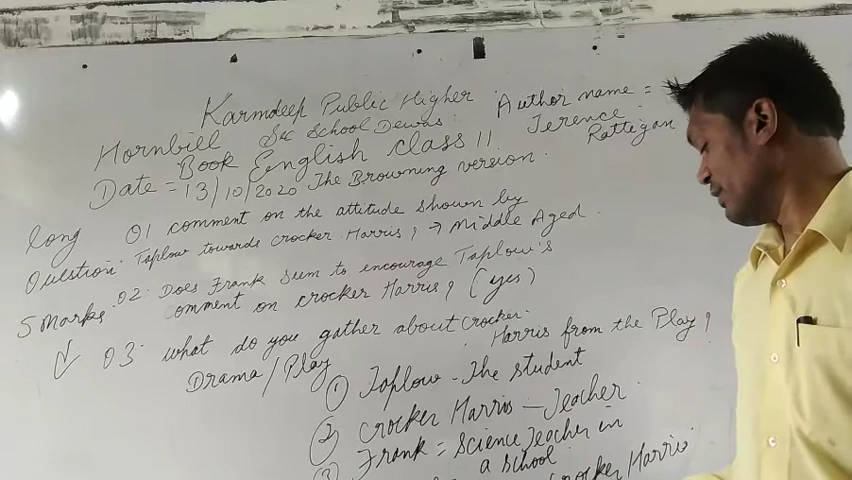 Karmdeep Public Higher
Sec School Dewas
Author name =
Terence
Rattigan
Hornbill
Book English class 11
Date = 13/10/2020 The Browning version.
long
Question.
5 Marks
01 comment on the attitude shown by
Taplow towards crocker Harris ? → Middle Aged
02. Does Frank seem to encourage Taplow's
comment on crocker Harris ? (yes)
03. what do you gather about Crocker-
Harris from the Play ?
Drama / Play
① Taplow - The student
② Crocker Harris — Teacher
③ Frank = Science Teacher in
a school
crocker Harris